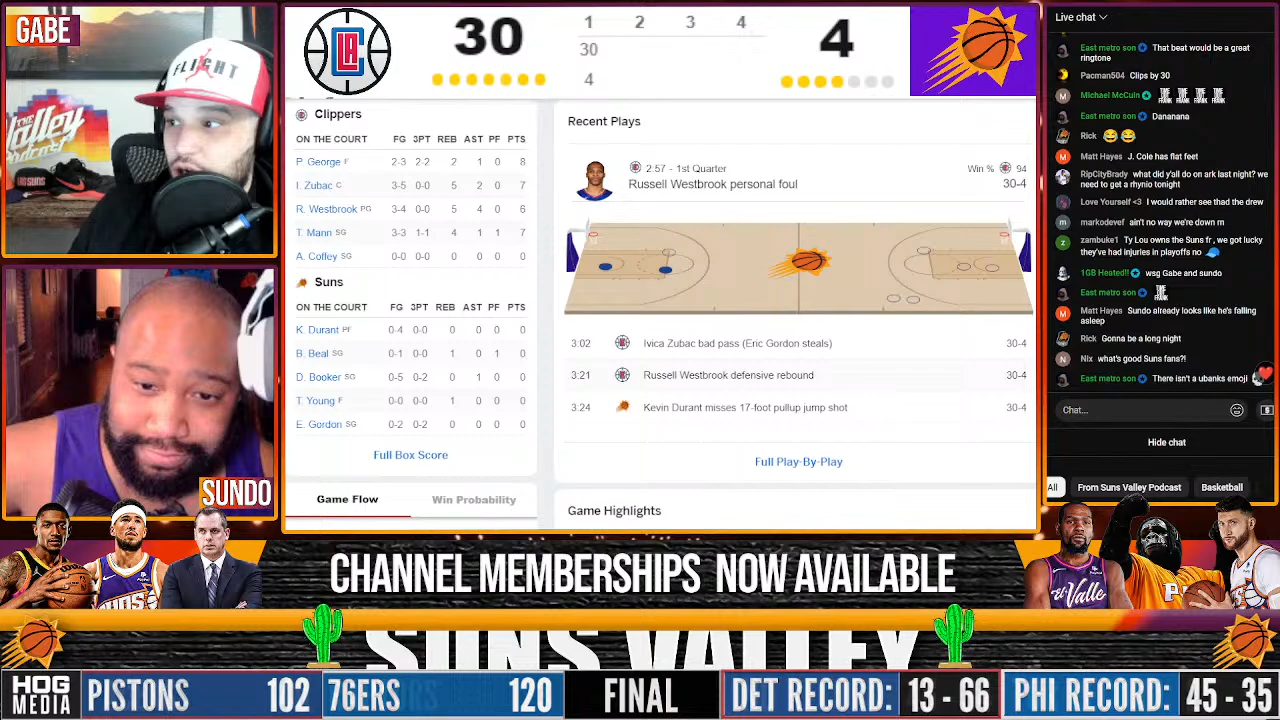 GABE
FLIGHT
THE
Valley
Podcast
SUNDO
LA
30
1 2 3 4
30
4
4
Clippers
ON THE COURT FG 3PT REB AST PF PTS
P. George F 2-3 2-2 2 1 0 8
I. Zubac C 3-5 0-0 5 2 0 7
R. Westbrook PG 3-4 0-0 5 4 0 6
T. Mann SG 3-3 1-1 4 1 1 7
A. Coffey SG 0-0 0-0 0 0 0 0
Suns
ON THE COURT FG 3PT REB AST PF PTS
K. Durant PF 0-4 0-0 0 0 0 0
B. Beal SG 0-1 0-0 1 0 1 0
D. Booker SG 0-5 0-2 0 1 0 0
T. Young F 0-0 0-0 1 0 0 0
E. Gordon SG 0-2 0-2 0 0 0 0
Full Box Score
Game Flow
Win Probability
Recent Plays
2:57 - 1st Quarter
Win % 94
Russell Westbrook personal foul
30-4
3:02 Ivica Zubac bad pass (Eric Gordon steals) 30-4
3:21 Russell Westbrook defensive rebound 30-4
3:24 Kevin Durant misses 17-foot pullup jump shot 30-4
Full Play-By-Play
Game Highlights
Live chat
East metro son That beat would be a great
ringtone
Pacman504 Clips by 30
Michael McCuin
East metro son Dananana
Rick 😂😂
Matt Hayes J. Cole has flat feet
RipCityBrady what did y'all do on ark last night? we
need to get a rhynio tonight
Love Yourself <3 I would rather see thad the drew
markodevef ain't no way we're down rn
zambuke1 Ty Lou owns the Suns fr , we got lucky
they've had injuries in playoffs no 🧢
1GB Heated!! wsg Gabe and sundo
East metro son
Matt Hayes Sundo already looks like he's falling
asleep
Rick Gonna be a long night
Nix what's good Suns fans?!
East metro son There isn't a ubanks emoji
Chat...
Hide chat
All
From Suns Valley Podcast
Basketball
CHANNEL MEMBERSHIPS NOW AVAILABLE
SUNS VALLEY
HOG
MEDIA
PISTONS 102
76ERS 120
FINAL
DET RECORD: 13 - 66
PHI RECORD: 45 - 35